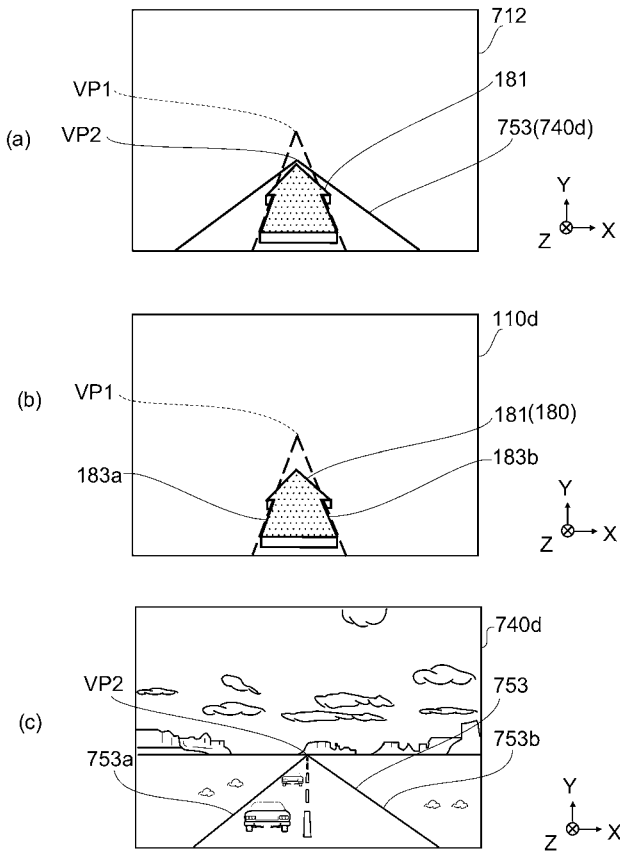 712
VP1
181
(a)
VP2
753(740d)
Y
Z
X
110d
VP1
(b)
181(180)
183a
183b
Y
Z
X
740d
VP2
753
(c)
753a
753b
Y
Z
X